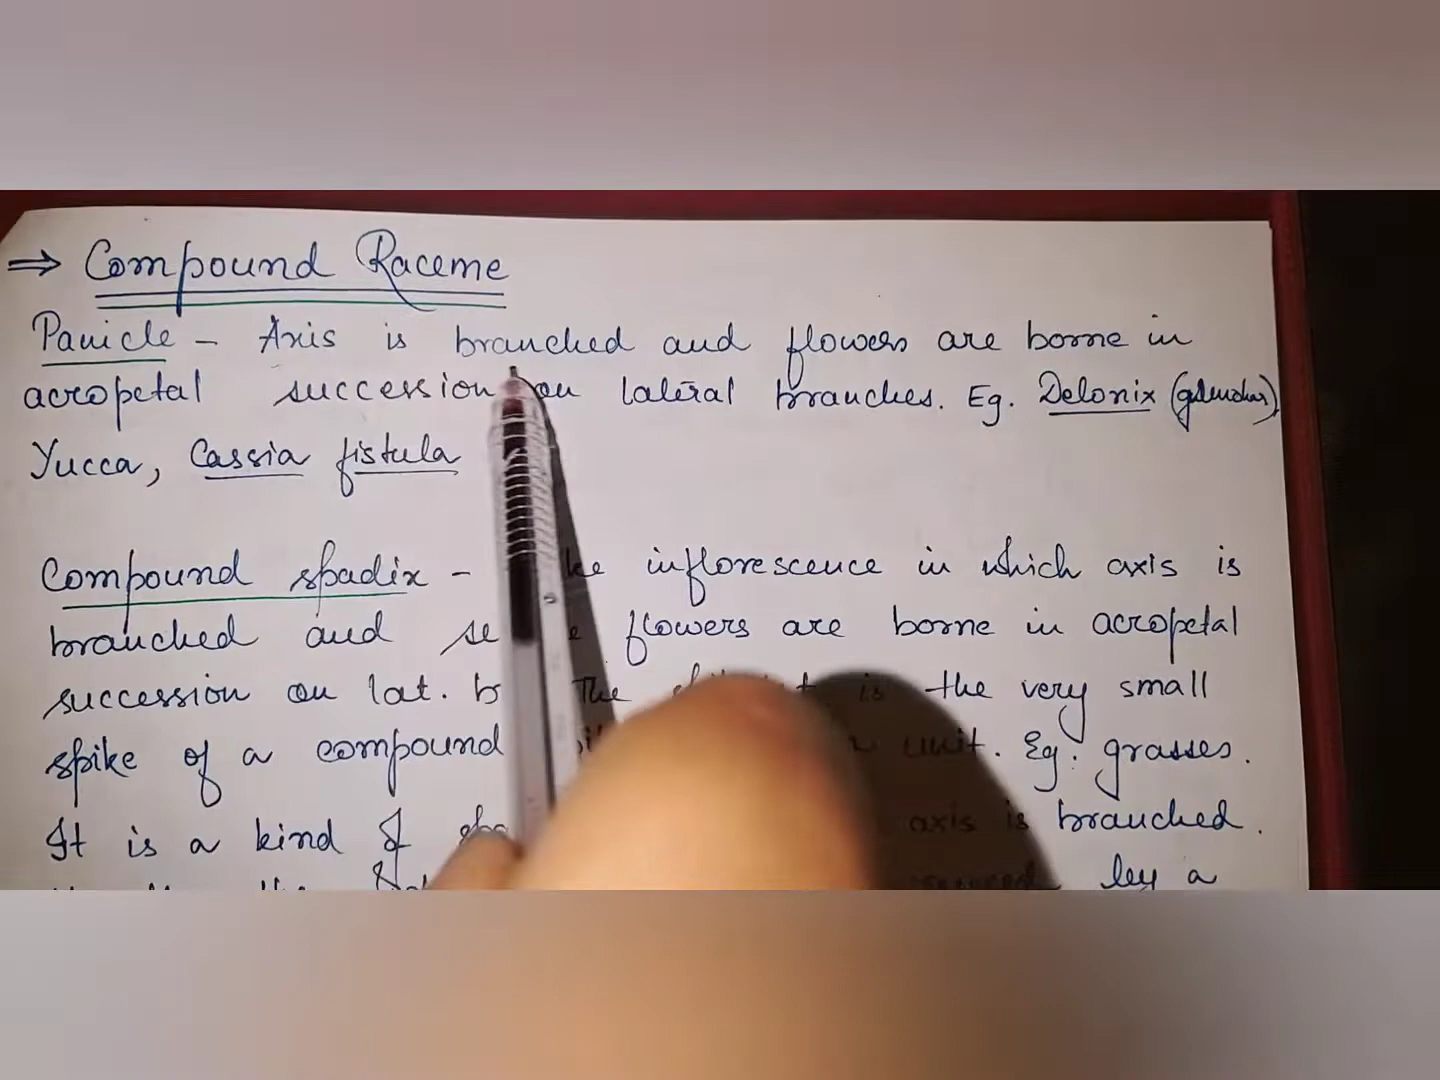 ⇒ Compound Raceme
Panicle - Axis is branched and flowers are borne in
acropetal succession on lateral branches. Eg. Delonix
Yucca, Cassia fistula
Compound spadix - inflorescence in which axis is
branched and flowers are borne in acropetal
succession on lat. The is the very small
spike of a compound unit. Eg. grasses.
It is a kind of axis is branched.
by a